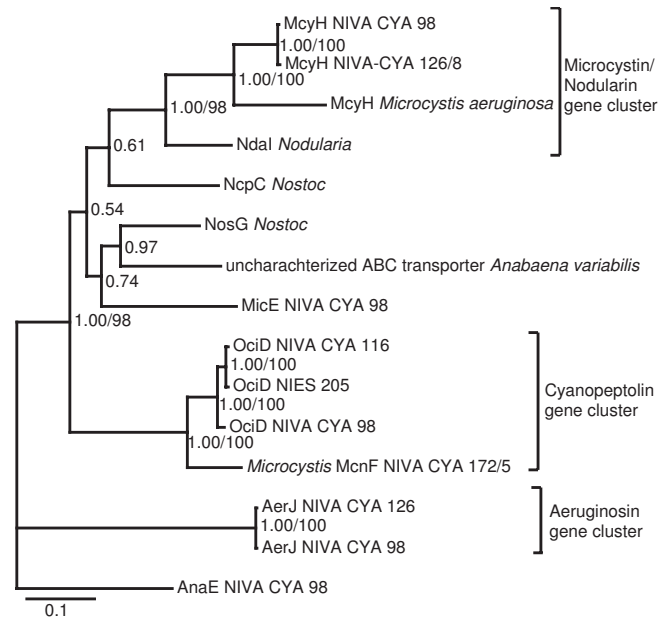 McyH NIVA CYA 98
1.00/100
McyH NIVA-CYA 126/8
1.00/100
McyH Microcystis aeruginosa
1.00/98
NdaI Nodularia
Microcystin/
Nodularin
gene cluster
0.61
NcpC Nostoc
0.54
NosG Nostoc
0.97
uncharachterized ABC transporter Anabaena variabilis
0.74
MicE NIVA CYA 98
1.00/98
OciD NIVA CYA 116
1.00/100
OciD NIES 205
1.00/100
OciD NIVA CYA 98
1.00/100
Microcystis McnF NIVA CYA 172/5
Cyanopeptolin
gene cluster
AerJ NIVA CYA 126
1.00/100
AerJ NIVA CYA 98
Aeruginosin
gene cluster
AnaE NIVA CYA 98
0.1